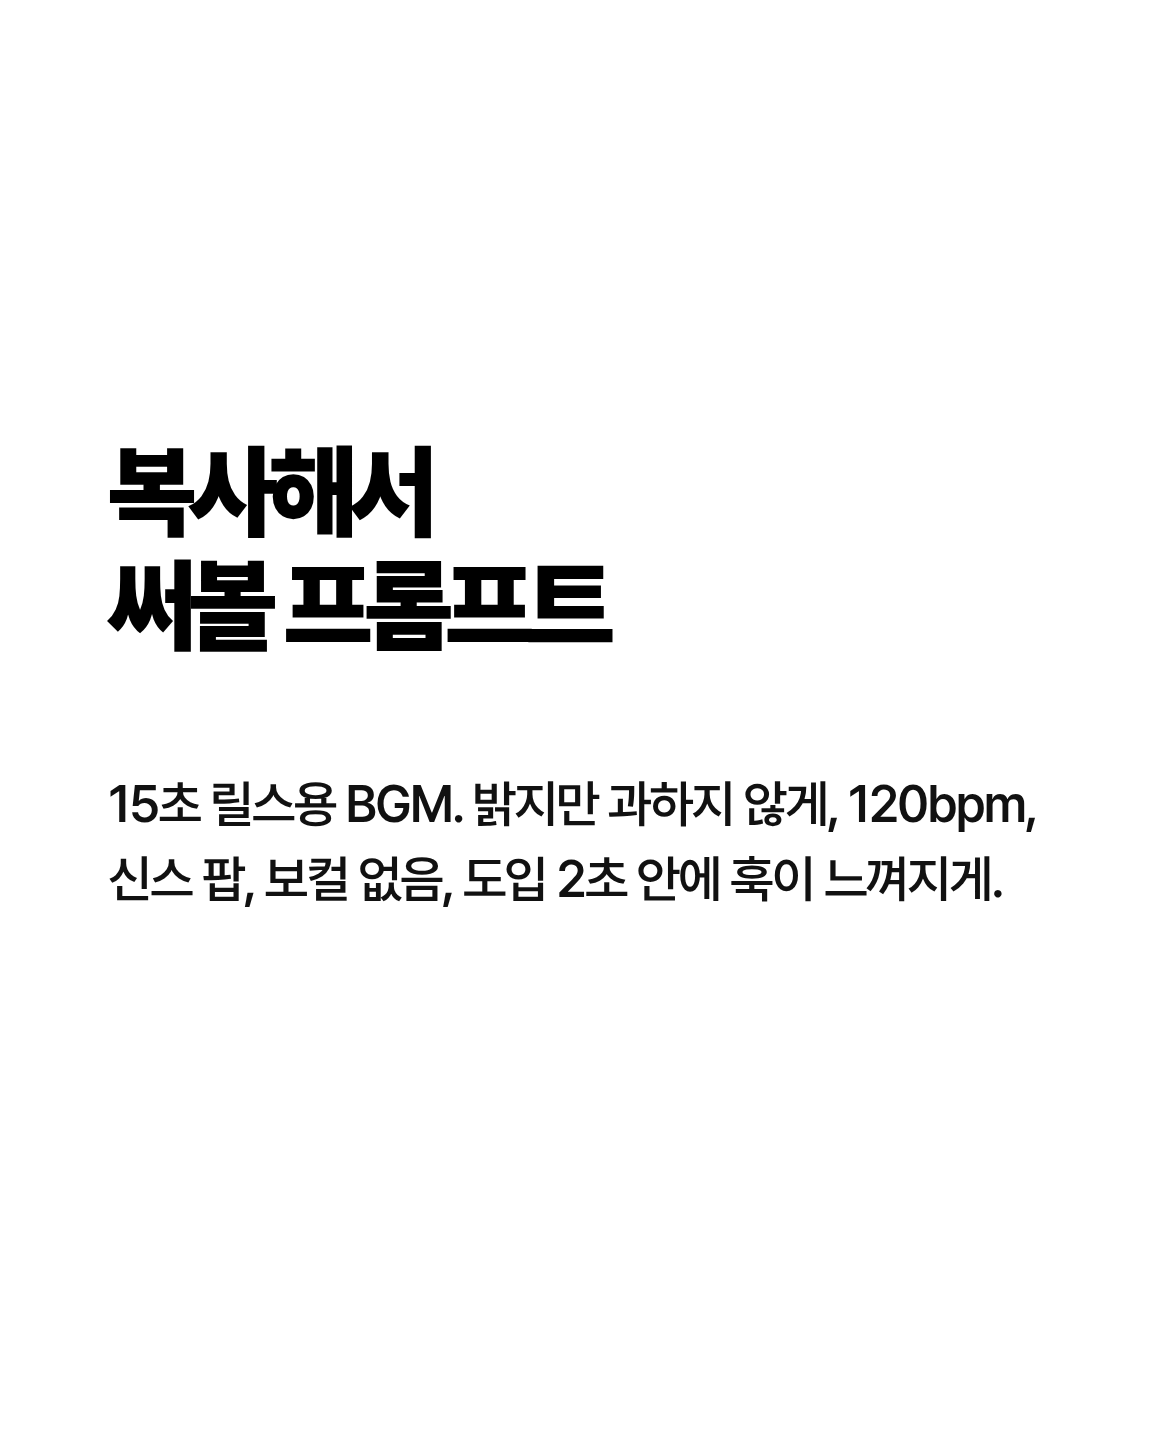 복사해서
써볼 프롬프트
15초 릴스용 BGM. 밝지만 과하지 않게, 120bpm,
신스 팝, 보컬 없음, 도입 2초 안에 훅이 느껴지게.